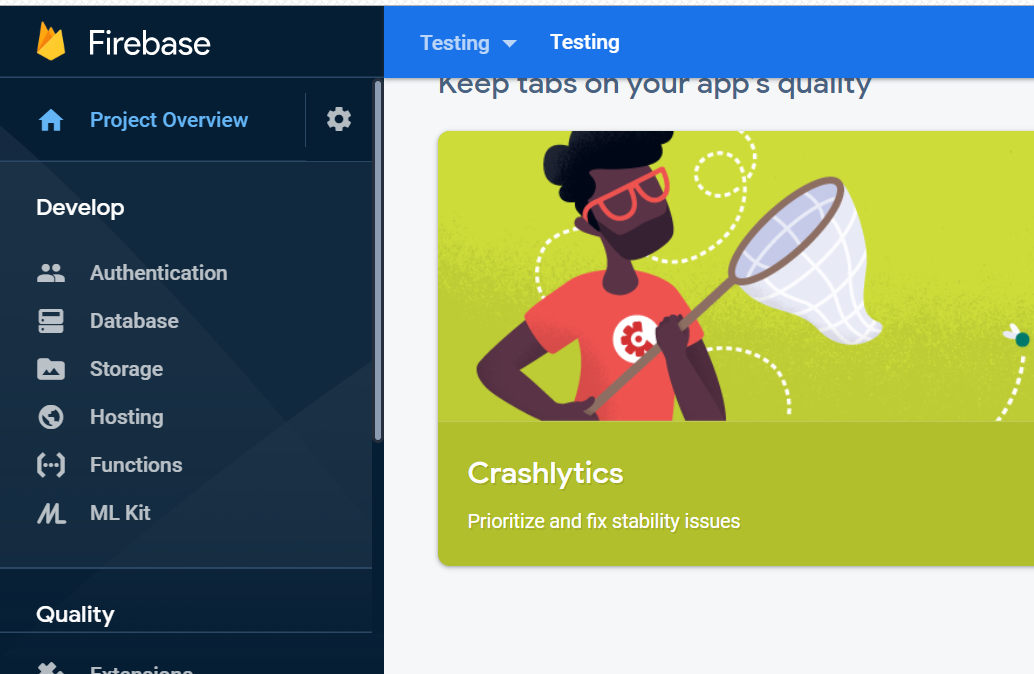 Firebase
Testing
Testing
Project Overview
Develop
Authentication
Database
Storage
Hosting
Functions
ML Kit
Quality
Extensions
Keep tabs on your app's quality
Crashlytics
Prioritize and fix stability issues